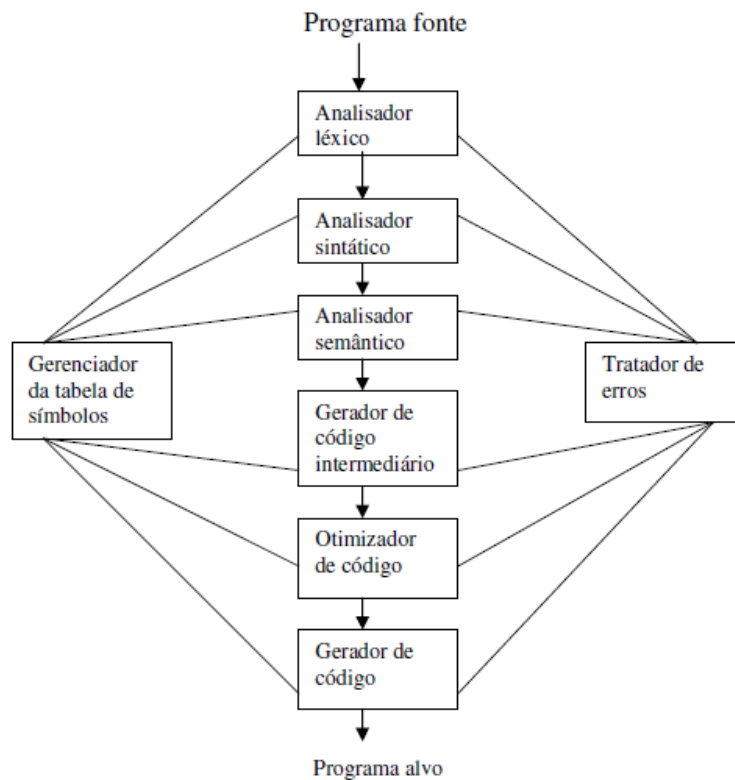 Programa fonte
Analisador
léxico
Analisador
sintático
Analisador
semântico
Gerenciador
da tabela de
símbolos
Tratador de
erros
Gerador de
código
intermediário
Otimizador
de código
Gerador de
código
Programa alvo